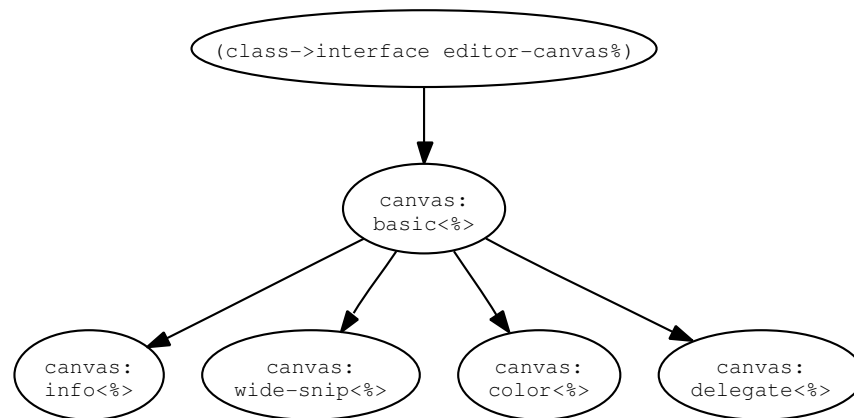 (class->interface editor-canvas%)
canvas:
basic<%>
canvas:
info<%>
canvas:
wide-snip<%>
canvas:
color<%>
canvas:
delegate<%>